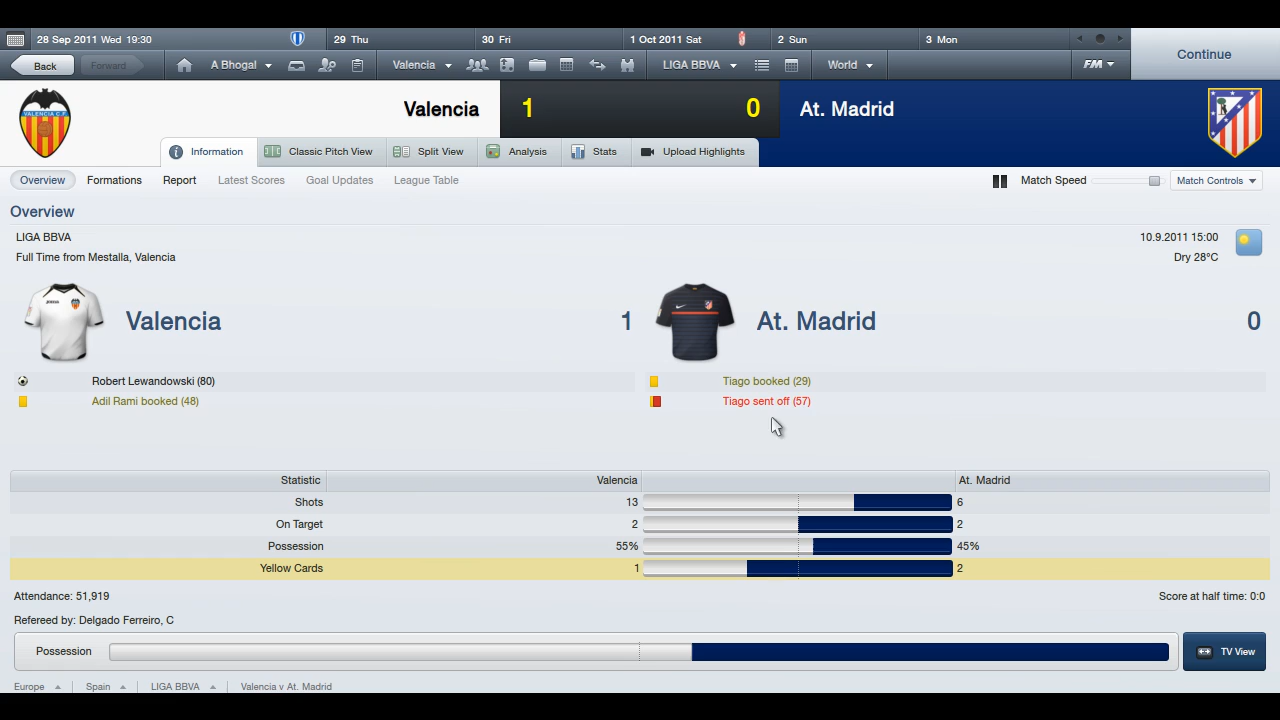 28 Sep 2011 Wed 19:30 29 Thu 30 Fri 1 Oct 2011 Sat 2 Sun 3 Mon
Continue
Back Forward A Bhogal Valencia LIGA BBVA World FM
VALENCIA C.F
Valencia 1 0 At. Madrid
Information Classic Pitch View Split View Analysis Stats Upload Highlights
Overview Formations Report Latest Scores Goal Updates League Table Match Speed Match Controls
Overview
LIGA BBVA 10.9.2011 15:00
Full Time from Mestalla, Valencia Dry 28°C
Valencia 1 At. Madrid 0
Robert Lewandowski (80) Tiago booked (29)
Adil Rami booked (48) Tiago sent off (57)
Statistic Valencia At. Madrid
Shots 13 6
On Target 2 2
Possession 55% 45%
Yellow Cards 1 2
Attendance: 51,919 Score at half time: 0:0
Refereed by: Delgado Ferreiro, C
Possession TV View
Europe Spain LIGA BBVA Valencia v At. Madrid